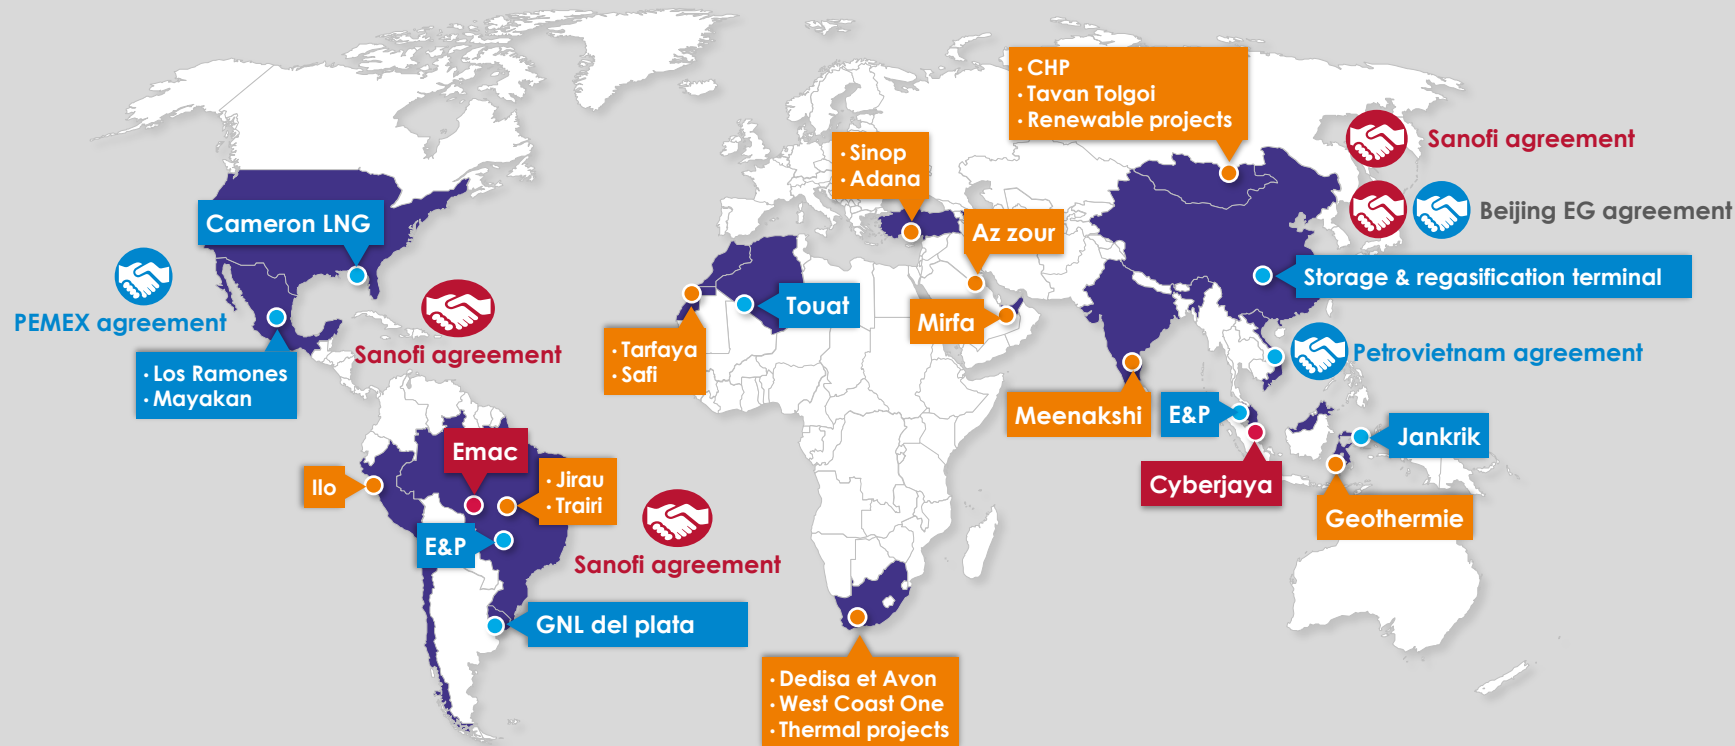 · CHP
· Tavan Tolgoi
· Renewable projects
Sanofi agreement
· Sinop
· Adana
Cameron LNG
Beijing EG agreement
Az zour
Storage & regasification terminal
Touat
PEMEX agreement
Mirfa
Sanofi agreement
· Tarfaya
· Safi
Petrovietnam agreement
· Los Ramones
· Mayakan
Meenakshi
E&P
Jankrik
Emac
Cyberjaya
Ilo
· Jirau
· Trairi
Geothermie
E&P
Sanofi agreement
GNL del plata
· Dedisa et Avon
· West Coast One
· Thermal projects